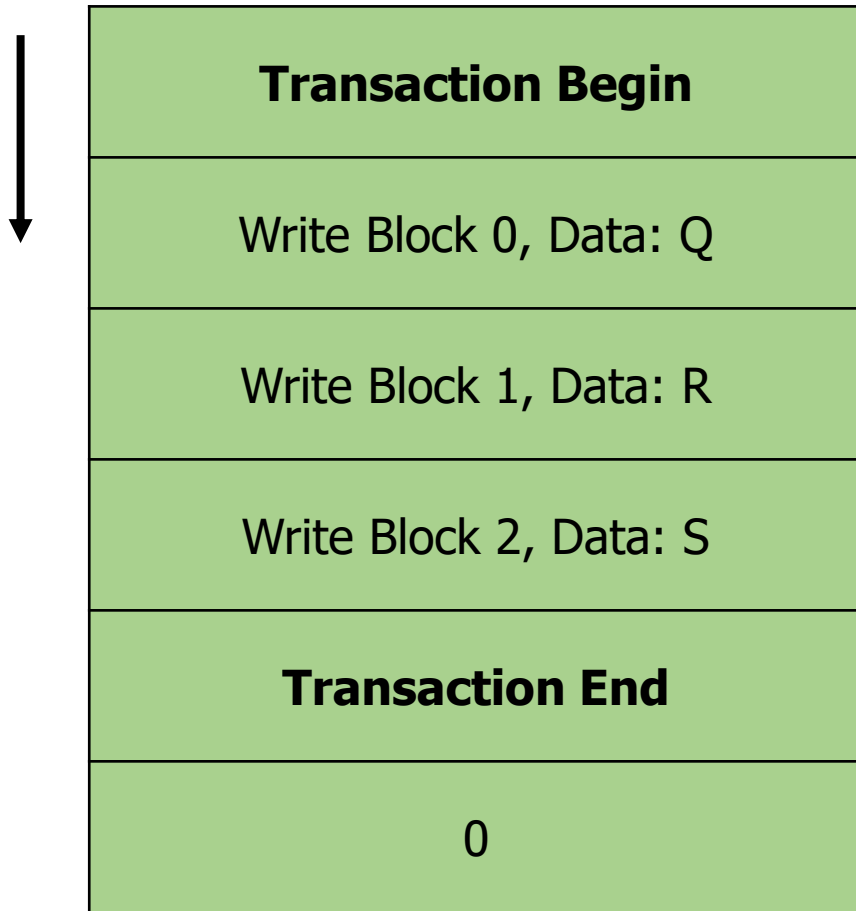 Transaction Begin
Write Block 0, Data: Q
Write Block 1, Data: R
Write Block 2, Data: S
Transaction End
0